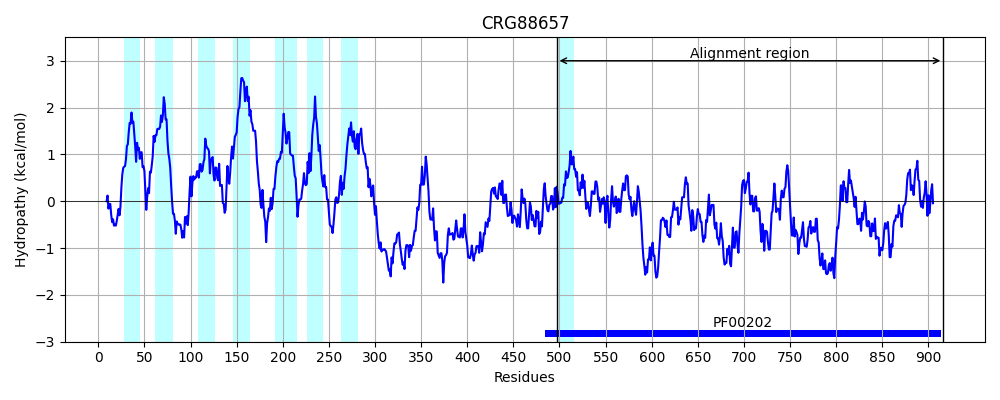 CRG88657
Hydropathy (kcal/mol)
3
2
1
0
−1
−2
−3
Alignment region
PF00202
0 50 100 150 200 250 300 350 400 450 500 550 600 650 700 750 800 850 900
Residues